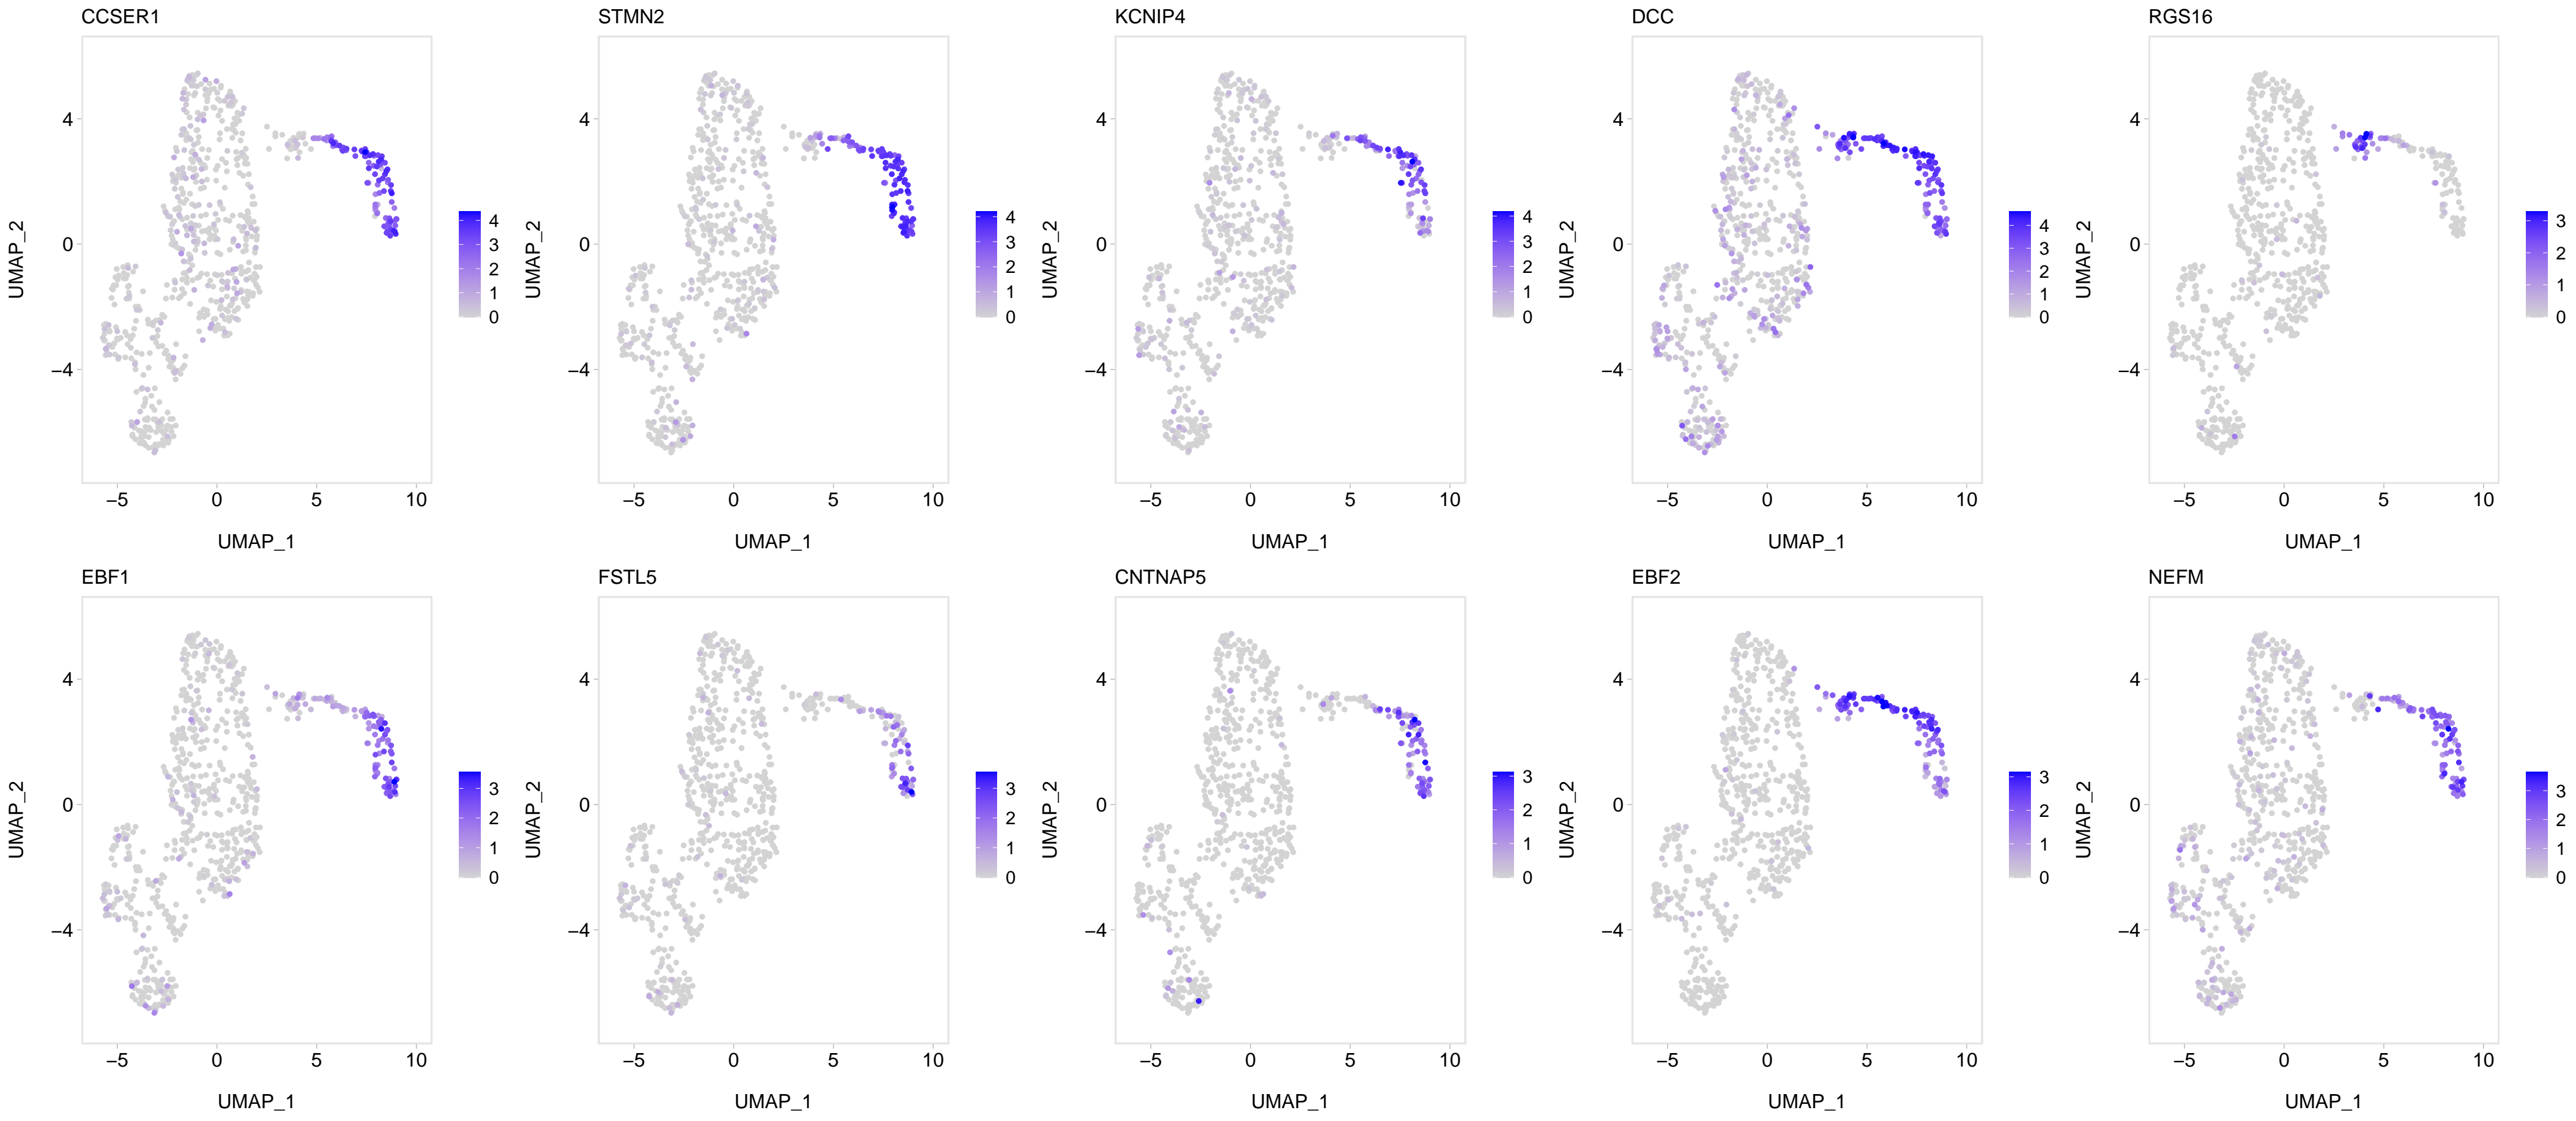 CCSER1 STMN2 KCNIP4 DCC RGS16
UMAP_2 4 0 −4 4 3 2 1 0 UMAP_2 4 0 −4 4 3 2 1 0 UMAP_2 4 0 −4 4 3 2 1 0 UMAP_2 4 0 −4 4 3 2 1 0 UMAP_2 4 0 −4 3 2 1 0
−5 0 5 10 −5 0 5 10 −5 0 5 10 −5 0 5 10 −5 0 5 10
UMAP_1 UMAP_1 UMAP_1 UMAP_1 UMAP_1
EBF1 FSTL5 CNTNAP5 EBF2 NEFM
UMAP_2 4 0 −4 3 2 1 0 UMAP_2 4 0 −4 3 2 1 0 UMAP_2 4 0 −4 3 2 1 0 UMAP_2 4 0 −4 3 2 1 0 UMAP_2 4 0 −4 3 2 1 0
−5 0 5 10 −5 0 5 10 −5 0 5 10 −5 0 5 10 −5 0 5 10
UMAP_1 UMAP_1 UMAP_1 UMAP_1 UMAP_1